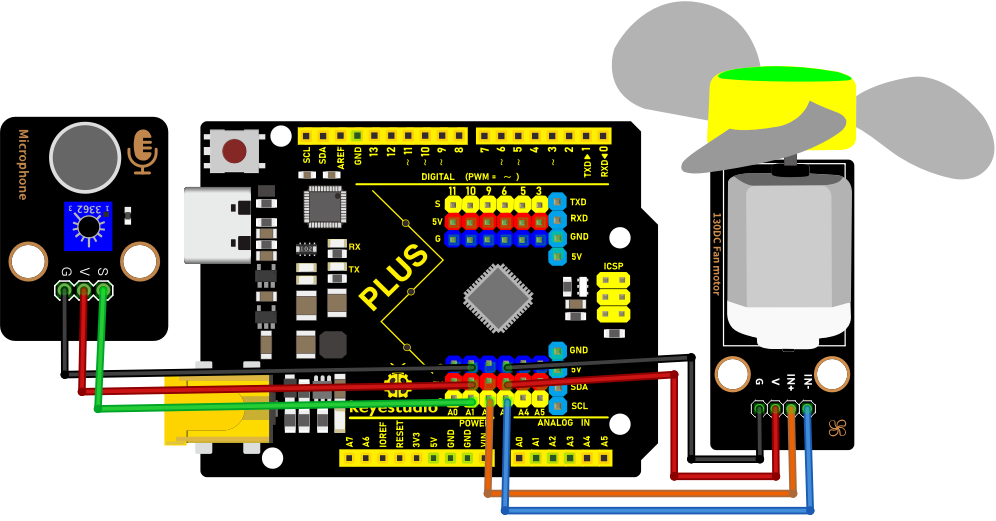 Microphone
3362
1
3
G
V
S
SCL
SDA
AREF
GND
13
12
~11
~10
~9
8
7
~6
~5
4
~3
2
TXD▶1
RXD◀0
DIGITAL (PWM = ~ )
11 10 9 6 5 3
S
5V
G
TXD
RXD
GND
5V
RX
TX
102
PLUS
ICSP
GND
5V
SDA
SCL
keyestudio
A0 A1 A4 A5
POWER
ANALOG IN
A7
A6
IOREF
RESET
3V3
5V
GND
GND
VIN
A0
A1
A2
A3
A4
A5
130DC Fan motor
G
V
IN+
IN-